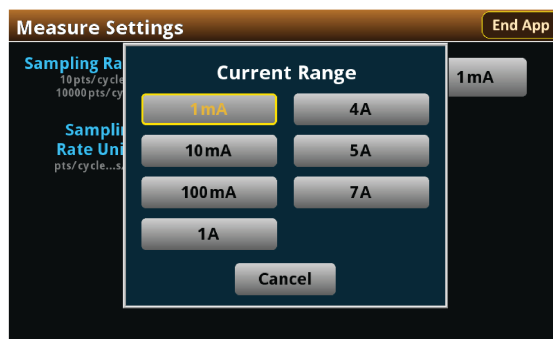 Measure Settings
End App
Sampling Ra
10pts/cycle
10000pts/cy
Sampli
Rate Uni
pts/cycle...s
1mA
Current Range
1mA
4A
10mA
5A
100mA
7A
1A
Cancel